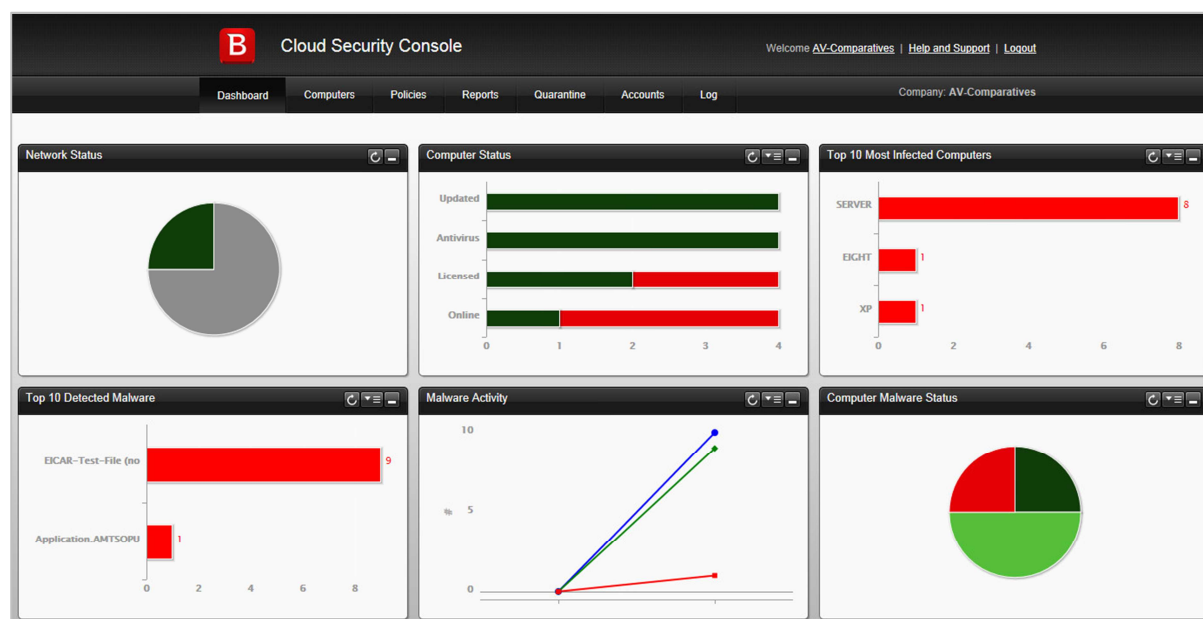 B Cloud Security Console
Welcome AV-Comparatives | Help and Support | Logout
Dashboard Computers Policies Reports Quarantine Accounts Log
Company: AV-Comparatives
Network Status
Computer Status
Updated
Antivirus
Licensed
Online
0 1 2 3 4
Top 10 Most Infected Computers
SERVER 8
EIGHT 1
XP 1
0 2 4 6 8
Top 10 Detected Malware
EICAR-Test-File (no 9
Application.AMTSOPU 1
0 2 4 6 8
Malware Activity
10
# 5
0
Computer Malware Status